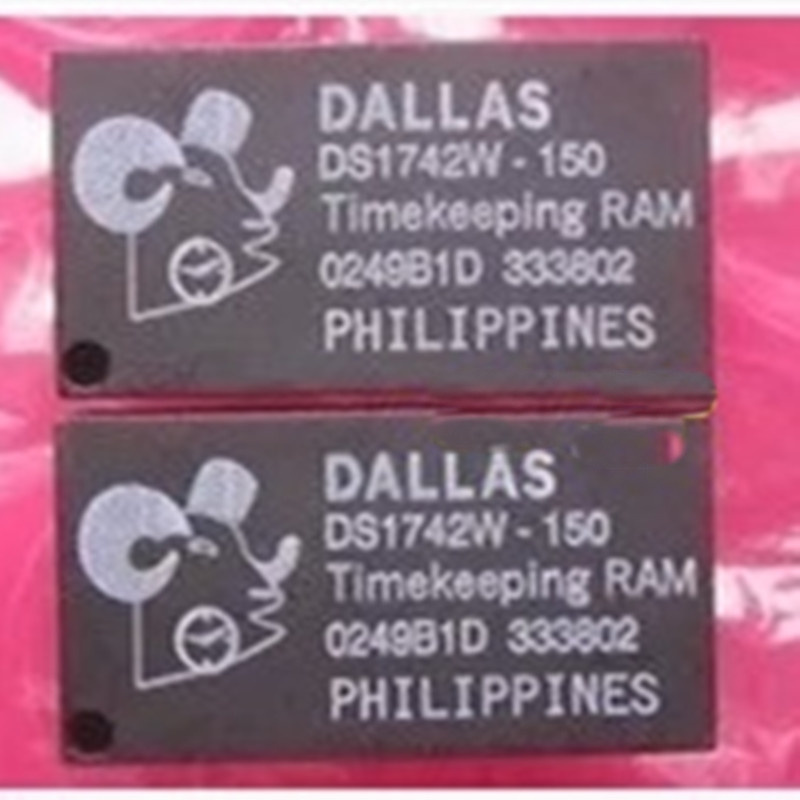 DALLAS
DS1742W-150
Timekeeping RAM
0249B1D 333802
PHILIPPINES
DALLAS
DS1742W-150
Timekeeping RAM
0249B1D 333802
PHILIPPINES